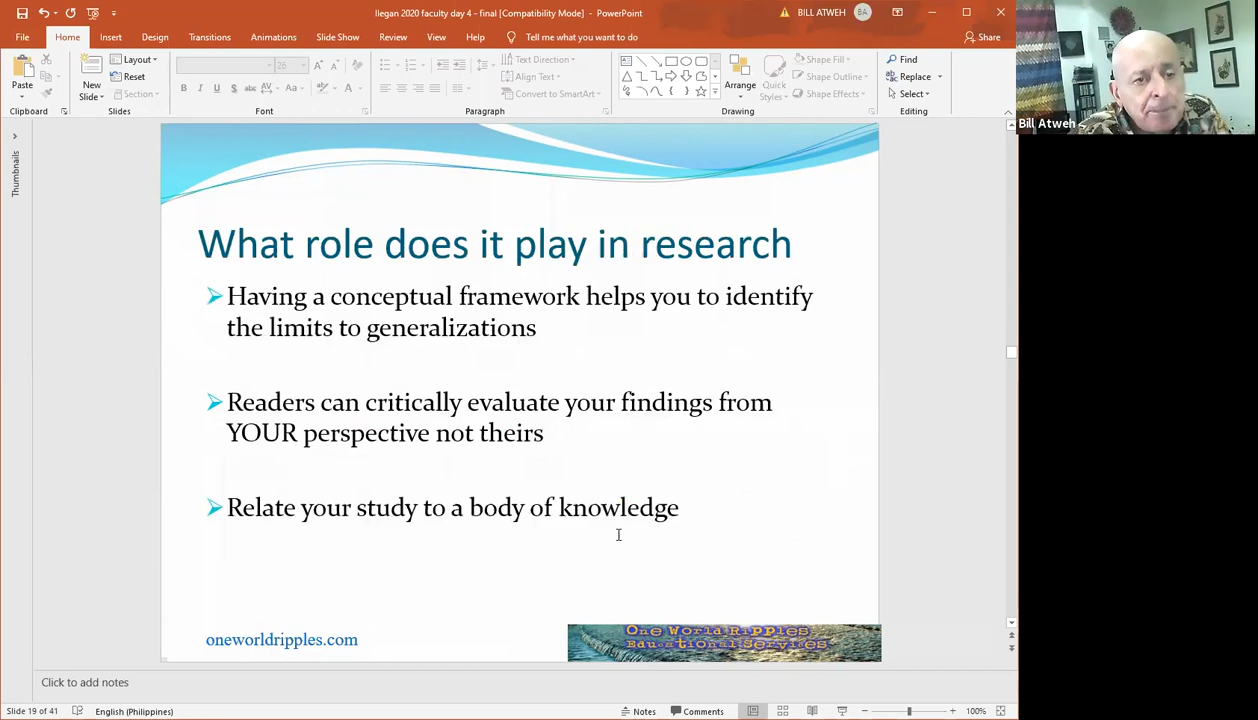 Ilegan 2020 faculty day 4 - final [Compatibility Mode] - PowerPoint
BILL ATWEH
BA
File
Home
Insert
Design
Transitions
Animations
Slide Show
Review
View
Help
Tell me what you want to do
Share
Paste
Clipboard
New
Slide
Layout
Reset
Section
Slides
26
Font
Text Direction
Align Text
Convert to SmartArt
Paragraph
Arrange
Quick
Styles
Shape Fill
Shape Outline
Shape Effects
Drawing
Find
Replace
Select
Editing
Bill Atweh
Thumbnails
What role does it play in research
Having a conceptual framework helps you to identify
the limits to generalizations
Readers can critically evaluate your findings from
YOUR perspective not theirs
Relate your study to a body of knowledge
oneworldripples.com
One World Ripples
Educational Services
Click to add notes
Slide 19 of 41
English (Philippines)
Notes
Comments
100%